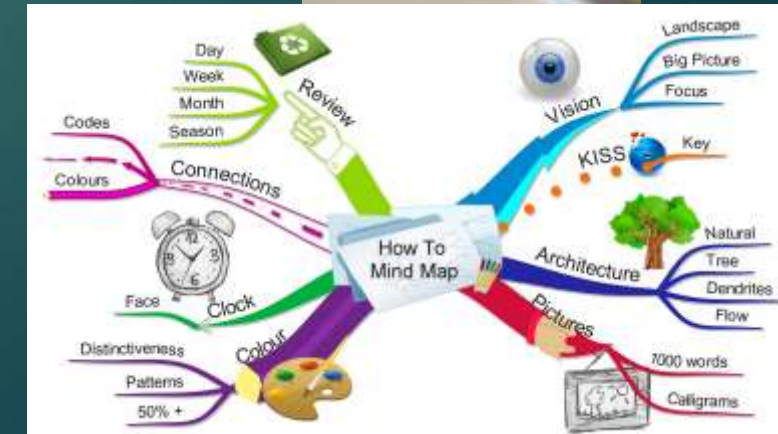 How To
Mind Map
Vision
Landscape
Big Picture
Focus
KISS
Key
Architecture
Natural
Tree
Dendrites
Flow
Pictures
1000 words
Calligrams
Colour
Distinctiveness
Patterns
50% +
Clock
Face
Connections
Codes
Colours
Review
Day
Week
Month
Season